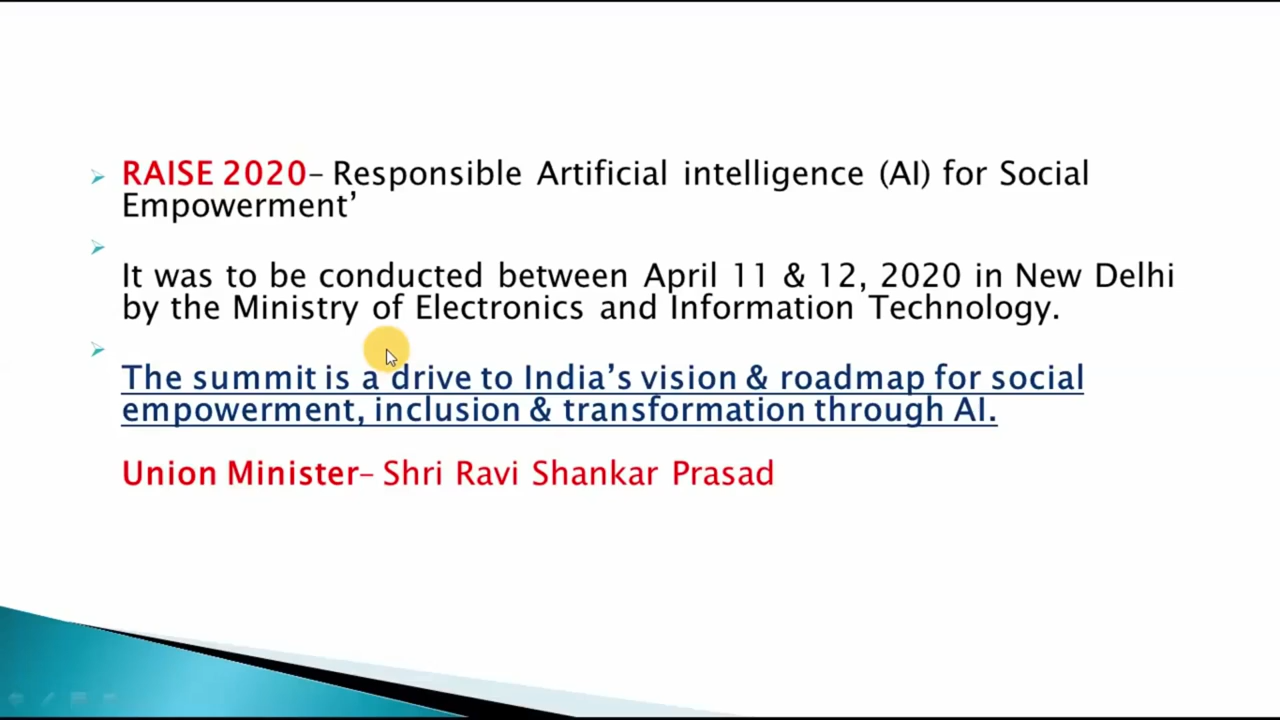 RAISE 2020– Responsible Artificial intelligence (AI) for Social
Empowerment’
It was to be conducted between April 11 & 12, 2020 in New Delhi
by the Ministry of Electronics and Information Technology.
The summit is a drive to India’s vision & roadmap for social
empowerment, inclusion & transformation through AI.
Union Minister– Shri Ravi Shankar Prasad